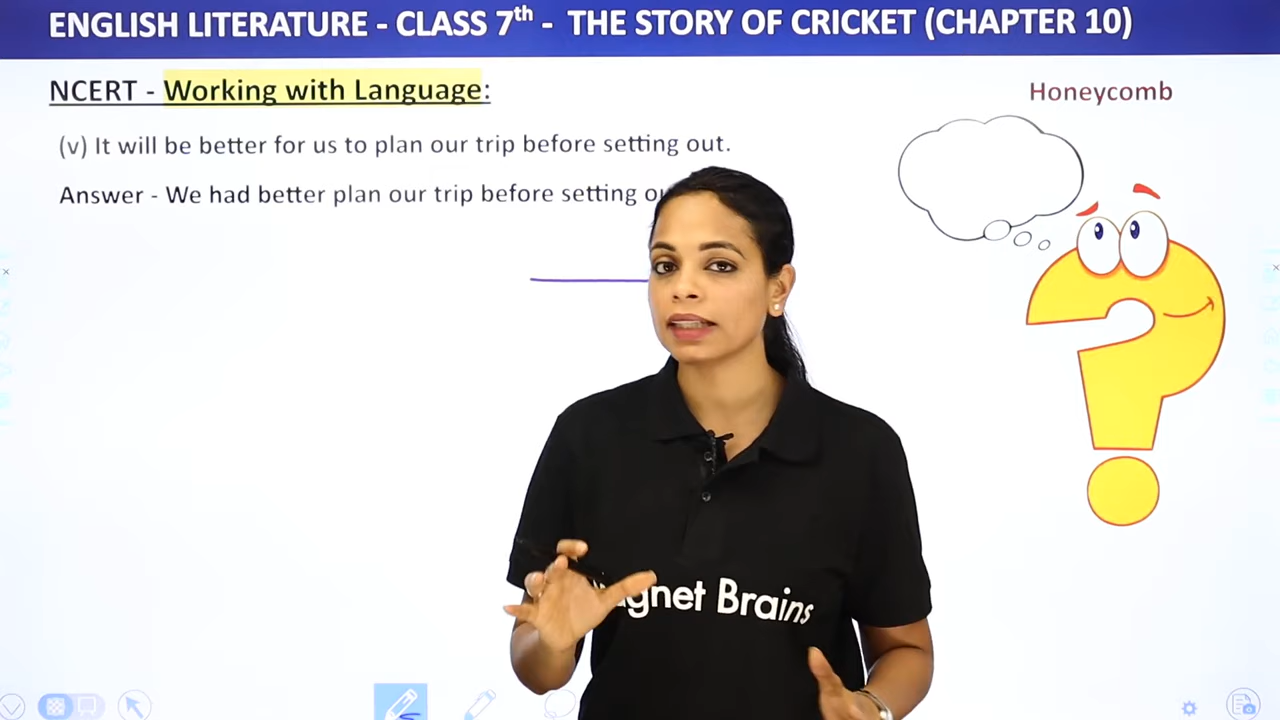 ENGLISH LITERATURE - CLASS 7th - THE STORY OF CRICKET (CHAPTER 10)
NCERT - Working with Language:
Honeycomb
(v) It will be better for us to plan our trip before setting out.
Answer - We had better plan our trip before setting
Brains